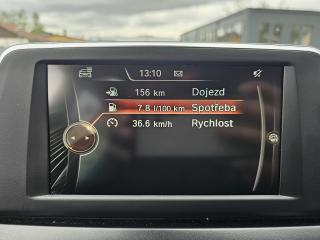 13:10
156 km Dojezd
7.8 l/100 km Spotřeba
36.6 km/h Rychlost